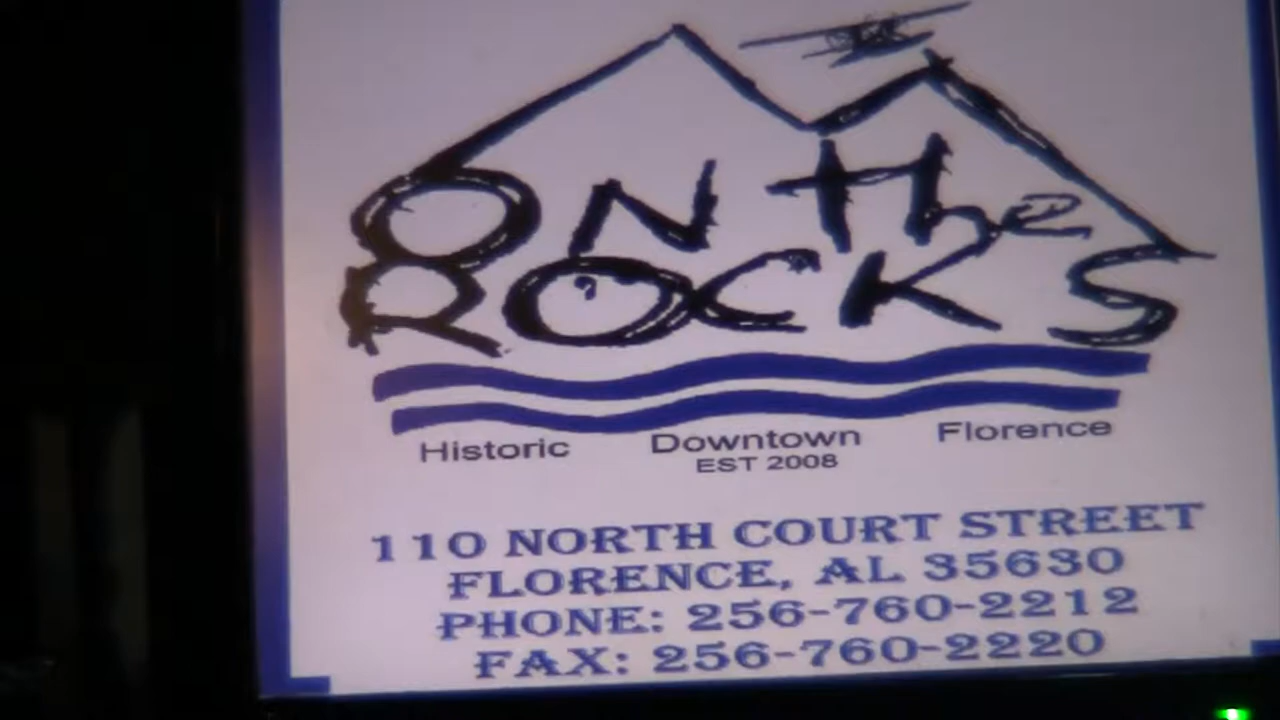 ON the
ROCKS
Historic Downtown Florence
EST 2008
110 NORTH COURT STREET
FLORENCE, AL 35630
PHONE: 256-760-2212
FAX: 256-760-2220